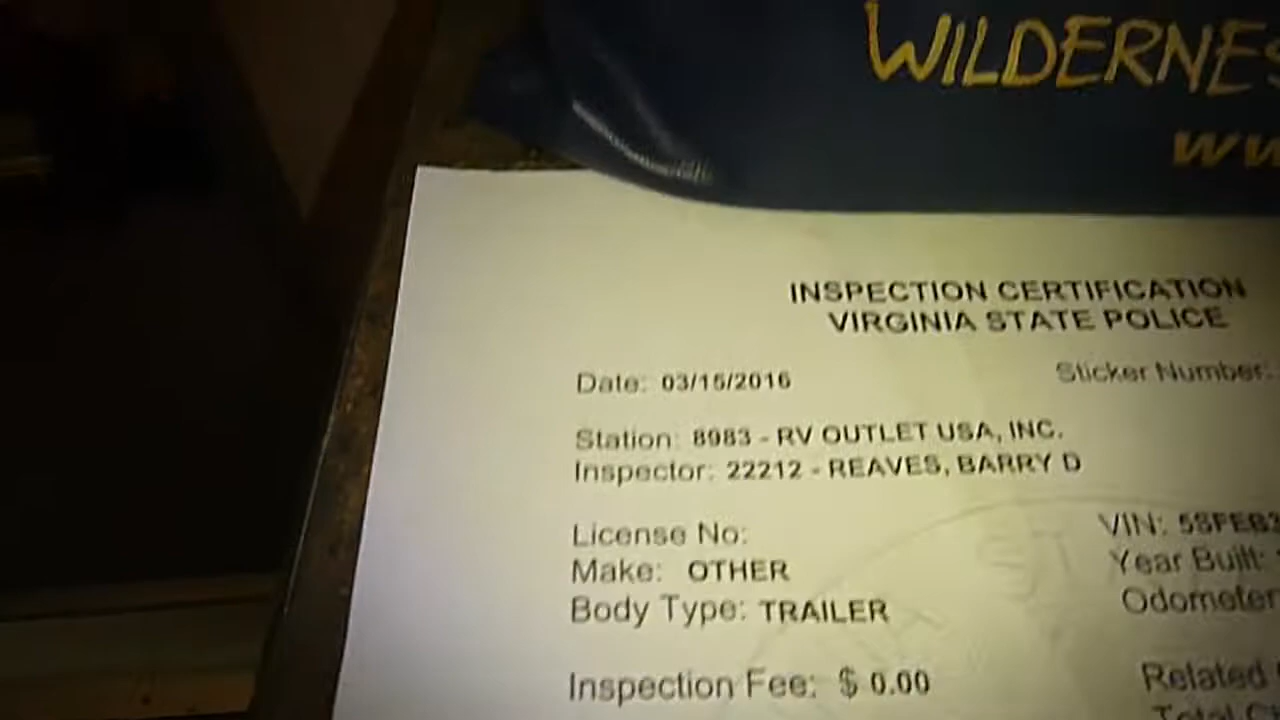 WILDERNES
INSPECTION CERTIFICATION
VIRGINIA STATE POLICE
Date: 03/15/2016
Sticker Number:
Station: 8983 - RV OUTLET USA, INC.
Inspector: 22212 - REAVES, BARRY D
License No:
VIN: 5SFEB3
Make: OTHER
Year Built:
Body Type: TRAILER
Odometer
Inspection Fee: $ 0.00
Related